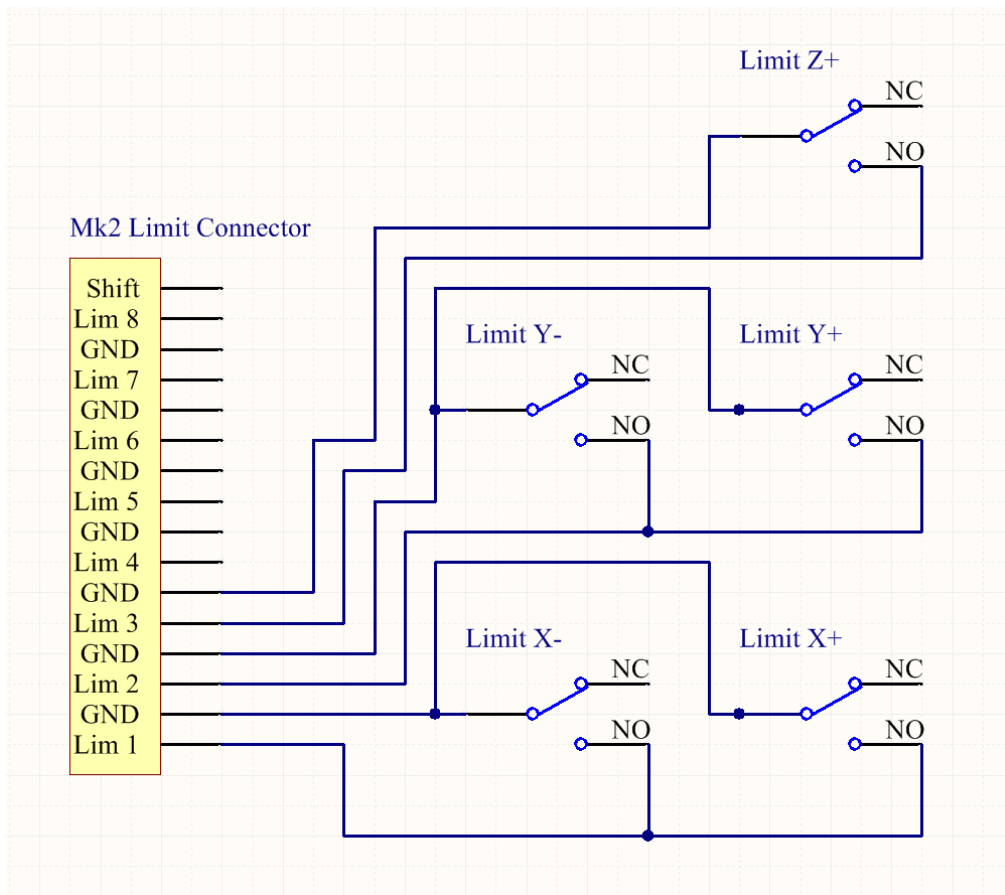 Limit Z+
NC
NO
Mk2 Limit Connector
Shift
Lim 8
GND
Lim 7
GND
Lim 6
GND
Lim 5
GND
Lim 4
GND
Lim 3
GND
Lim 2
GND
Lim 1
Limit Y-
NC
NO
Limit Y+
NC
NO
Limit X-
NC
NO
Limit X+
NC
NO